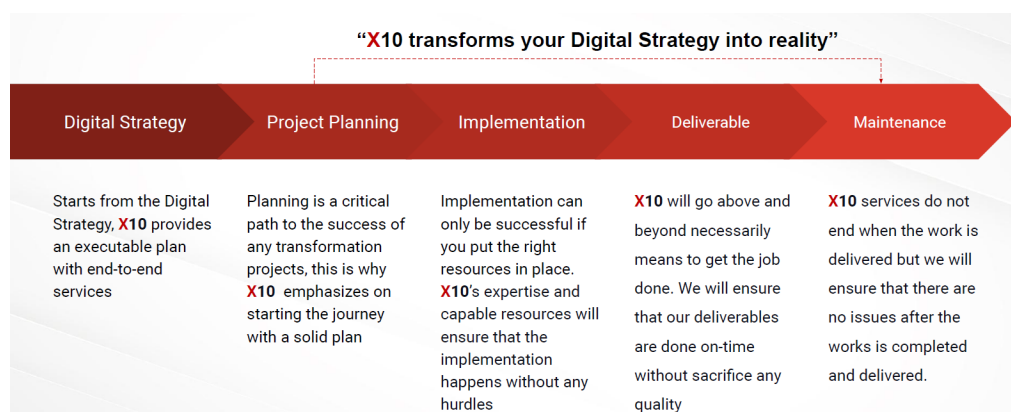 “X10 transforms your Digital Strategy into reality”
Digital Strategy
Project Planning
Implementation
Deliverable
Maintenance
Starts from the Digital
Strategy, X10 provides
an executable plan
with end-to-end
services
Planning is a critical
path to the success of
any transformation
projects, this is why
X10 emphasizes on
starting the journey
with a solid plan
Implementation can
only be successful if
you put the right
resources in place.
X10’s expertise and
capable resources will
ensure that the
implementation
happens without any
hurdles
X10 will go above and
beyond necessarily
means to get the job
done. We will ensure
that our deliverables
are done on-time
without sacrifice any
quality
X10 services do not
end when the work is
delivered but we will
ensure that there are
no issues after the
works is completed
and delivered.